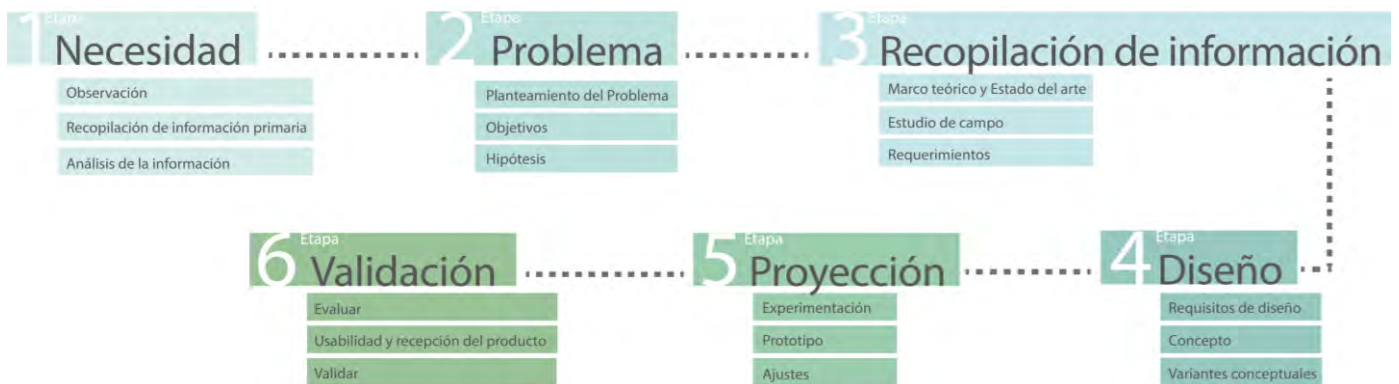 Etapa
1 Necesidad
Observación
Recopilación de información primaria
Análisis de la información
Etapa
2 Problema
Planteamiento del Problema
Objetivos
Hipótesis
Etapa
3 Recopilación de información
Marco teórico y Estado del arte
Estudio de campo
Requerimientos
Etapa
4 Diseño
Requisitos de diseño
Concepto
Variantes conceptuales
Etapa
5 Proyección
Experimentación
Prototipo
Ajustes
Etapa
6 Validación
Evaluar
Usabilidad y recepción del producto
Validar